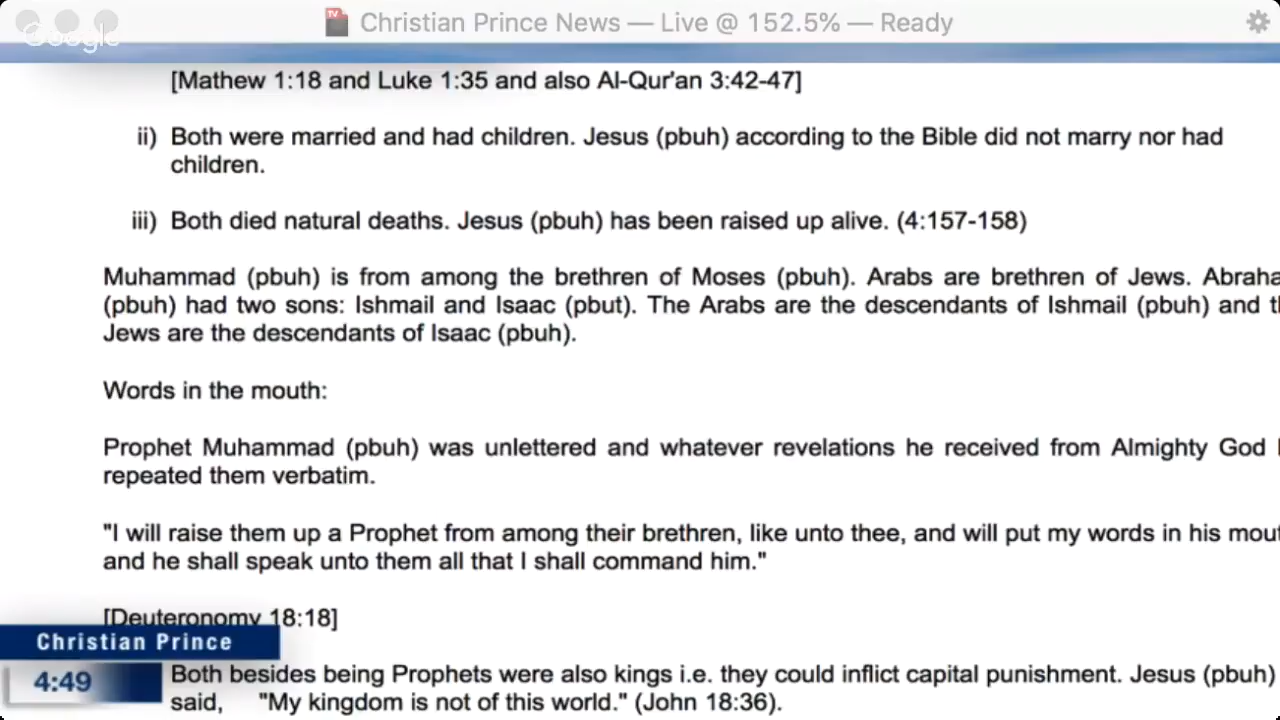 Christian Prince News — Live @ 152.5% — Ready
Google
[Mathew 1:18 and Luke 1:35 and also Al-Qur'an 3:42-47]
ii) Both were married and had children. Jesus (pbuh) according to the Bible did not marry nor had
children.
iii) Both died natural deaths. Jesus (pbuh) has been raised up alive. (4:157-158)
Muhammad (pbuh) is from among the brethren of Moses (pbuh). Arabs are brethren of Jews. Abraha
(pbuh) had two sons: Ishmail and Isaac (pbut). The Arabs are the descendants of Ishmail (pbuh) and
Jews are the descendants of Isaac (pbuh).
Words in the mouth:
Prophet Muhammad (pbuh) was unlettered and whatever revelations he received from Almighty God
repeated them verbatim.
"I will raise them up a Prophet from among their brethren, like unto thee, and will put my words in his mout
and he shall speak unto them all that I shall command him."
[Deuteronomy 18:18]
Christian Prince
4:49
Both besides being Prophets were also kings i.e. they could inflict capital punishment. Jesus (pbuh)
said, "My kingdom is not of this world." (John 18:36).